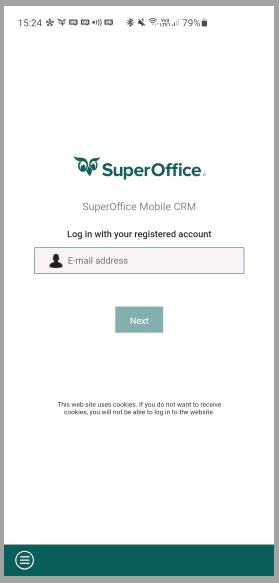 15:24
79%
SuperOffice
SuperOffice Mobile CRM
Log in with your registered account
E-mail address
Next
This web site uses cookies. If you do not want to receive
cookies, you will not be able to log in to the website.